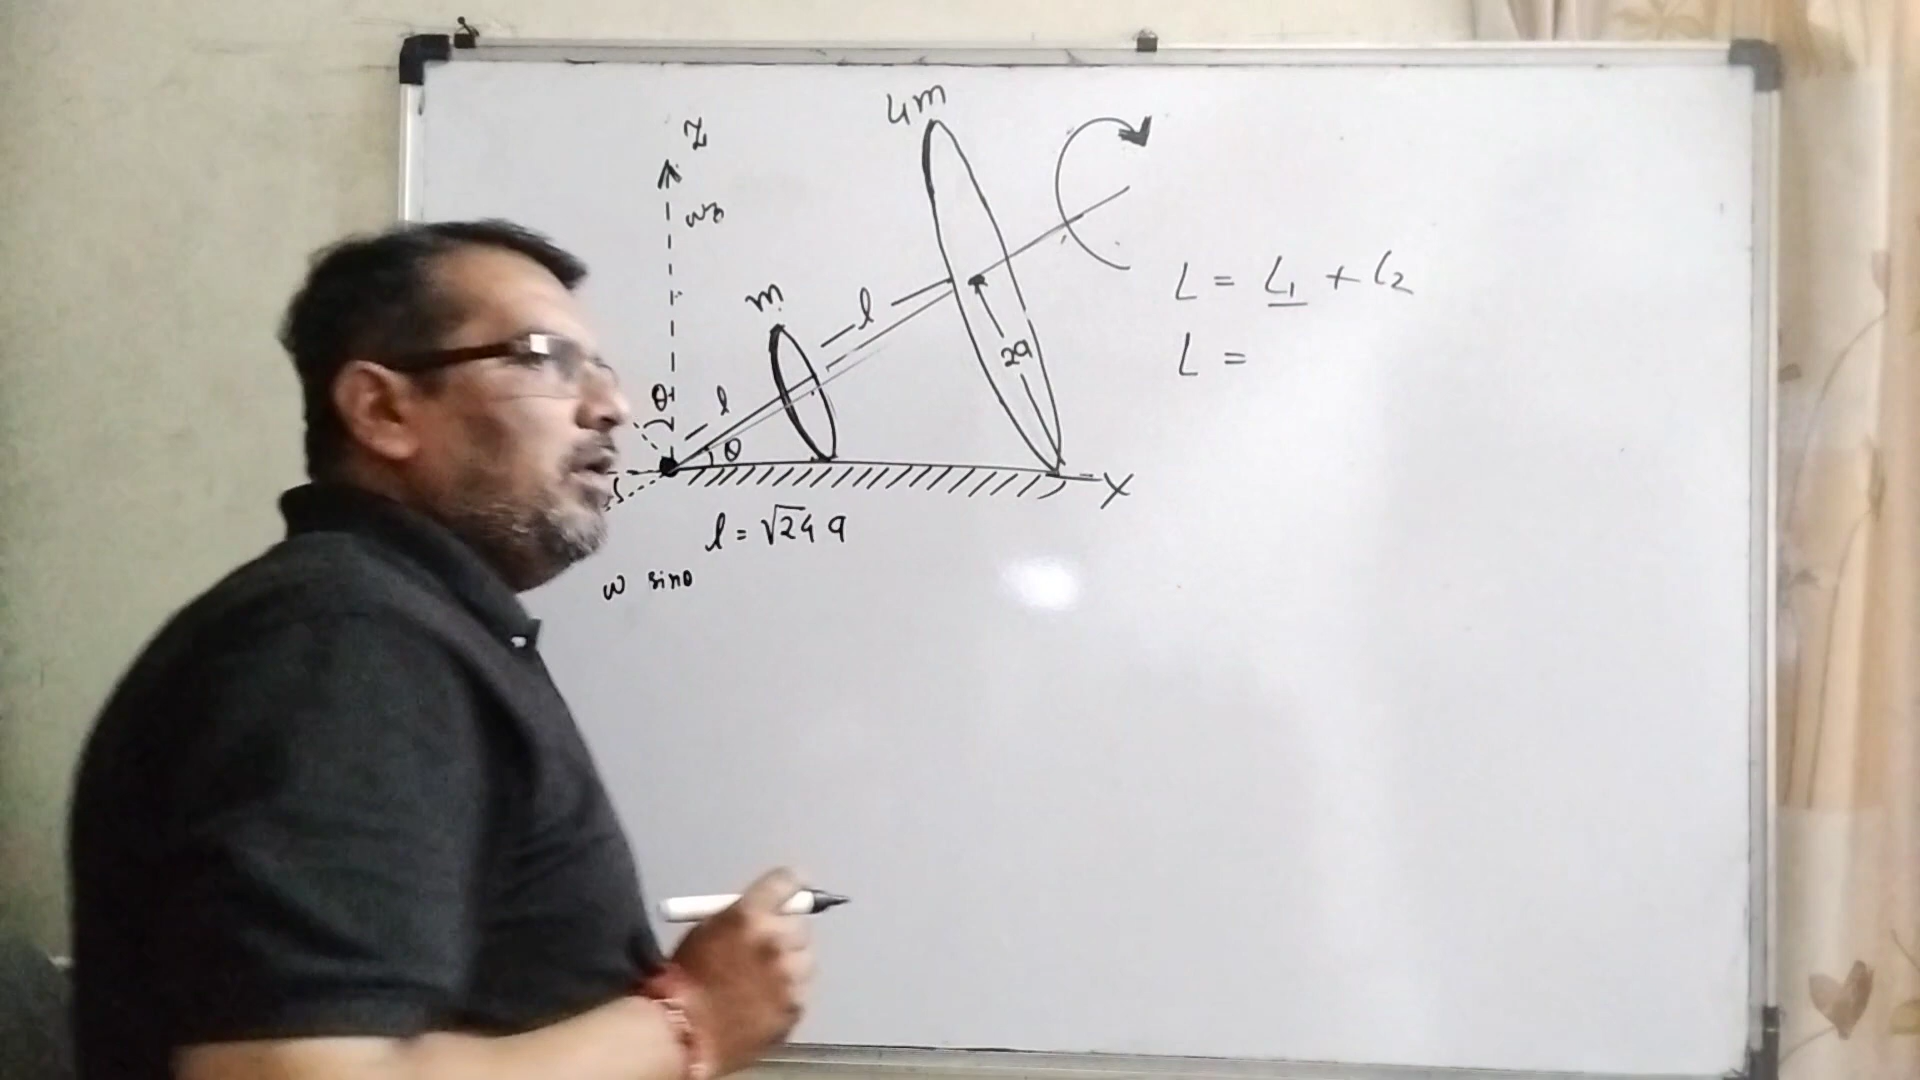 4m
Z
ωz
m
l
L = L1 + L2
2a
L =
θ
l
θ
X
l = √24 a
ω sinθ